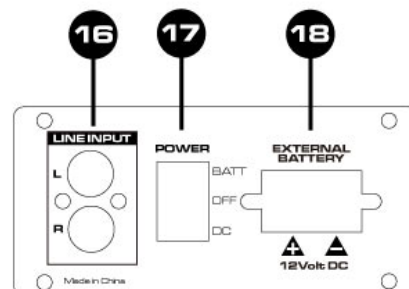 16 17 18
LINE INPUT
L
R
POWER
BATT
OFF
DC
EXTERNAL
BATTERY
+ −
12Volt DC
Made in China